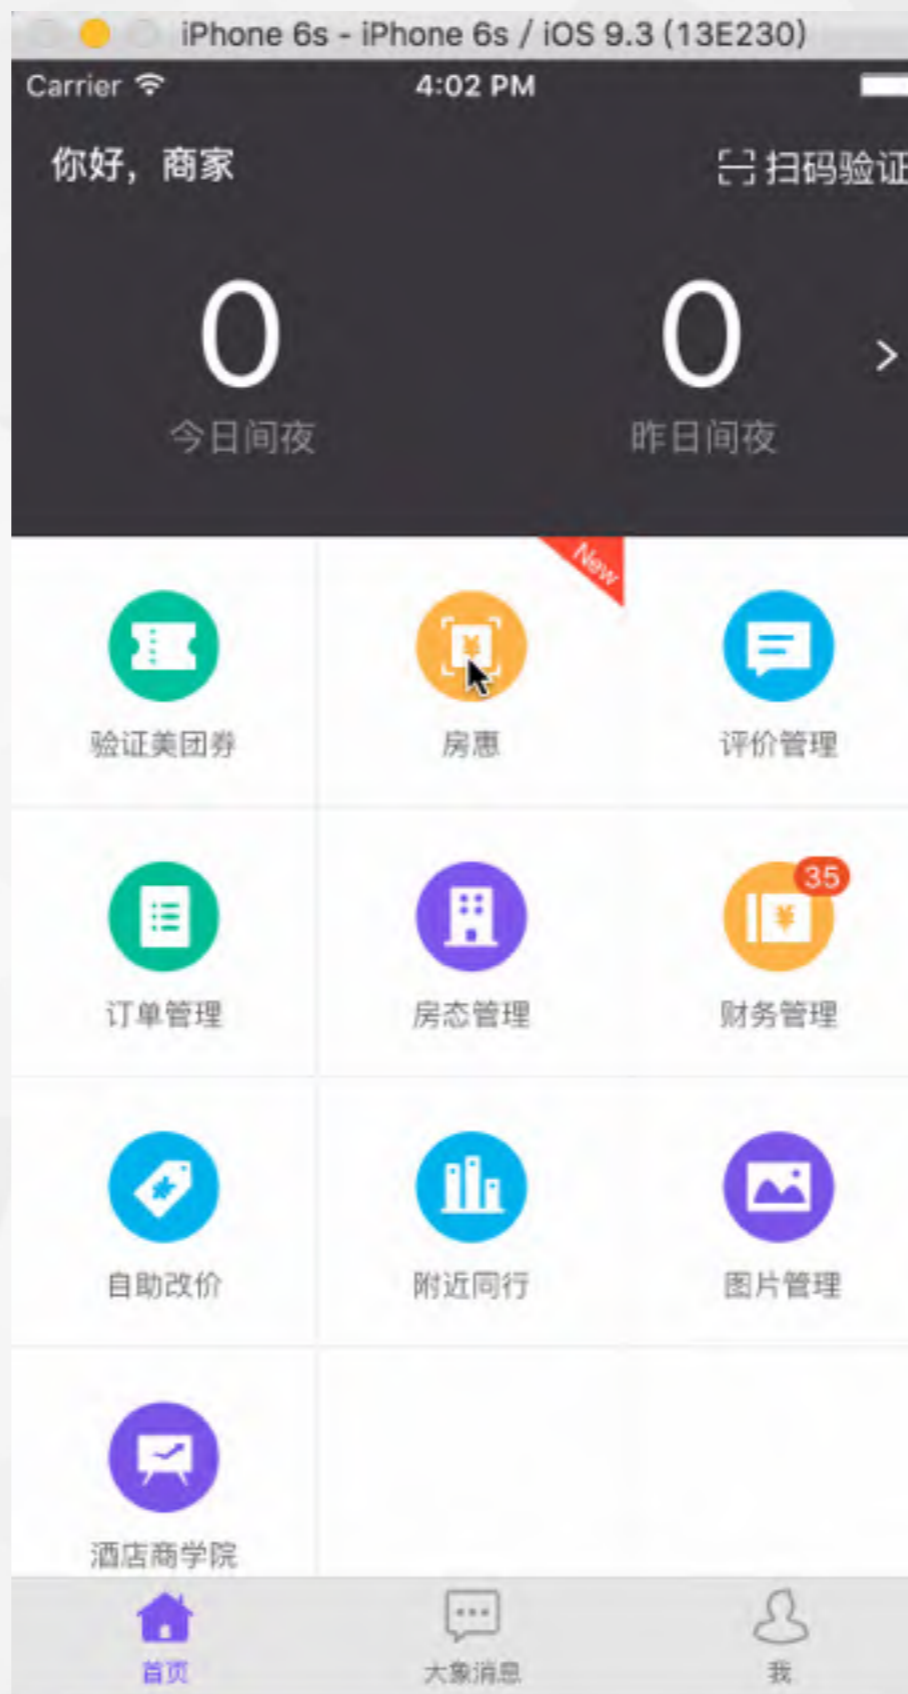 iPhone 6s - iPhone 6s / iOS 9.3 (13E230)
Carrier 4:02 PM
你好，商家 扫码验证
0 0
今日间夜 昨日间夜
New
验证美团券 房惠 评价管理
35
订单管理 房态管理 财务管理
自助改价 附近同行 图片管理
酒店商学院
首页 大象消息 我